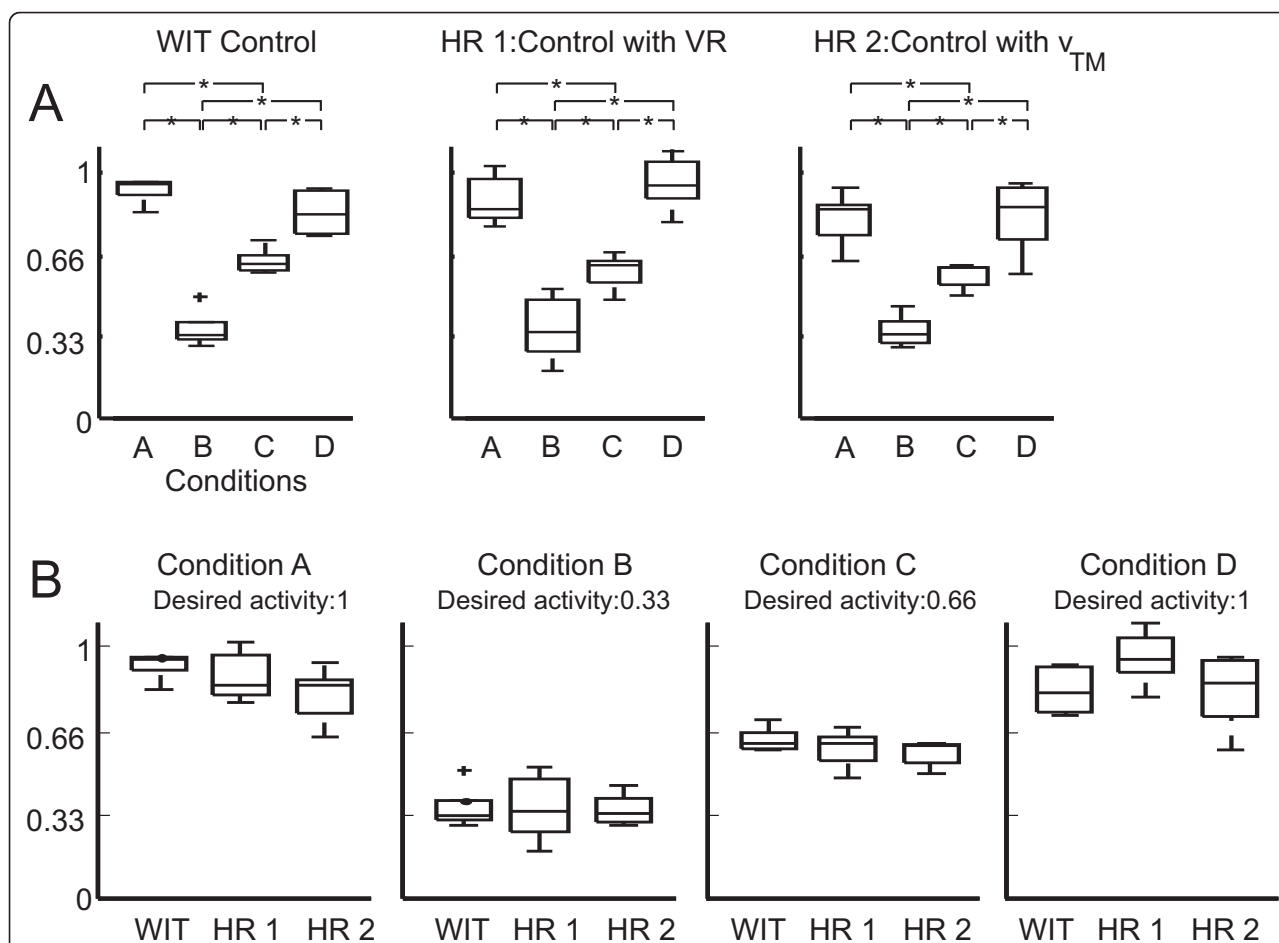 WIT Control
HR 1:Control with VR
HR 2:Control with vTM
A
* * * * *
* * * * *
* * * * *
1
0.66
0.33
0
A B C D
A B C D
A B C D
Conditions
B
Condition A
Desired activity:1
Condition B
Desired activity:0.33
Condition C
Desired activity:0.66
Condition D
Desired activity:1
1
0.66
0.33
0
WIT HR 1 HR 2
WIT HR 1 HR 2
WIT HR 1 HR 2
WIT HR 1 HR 2